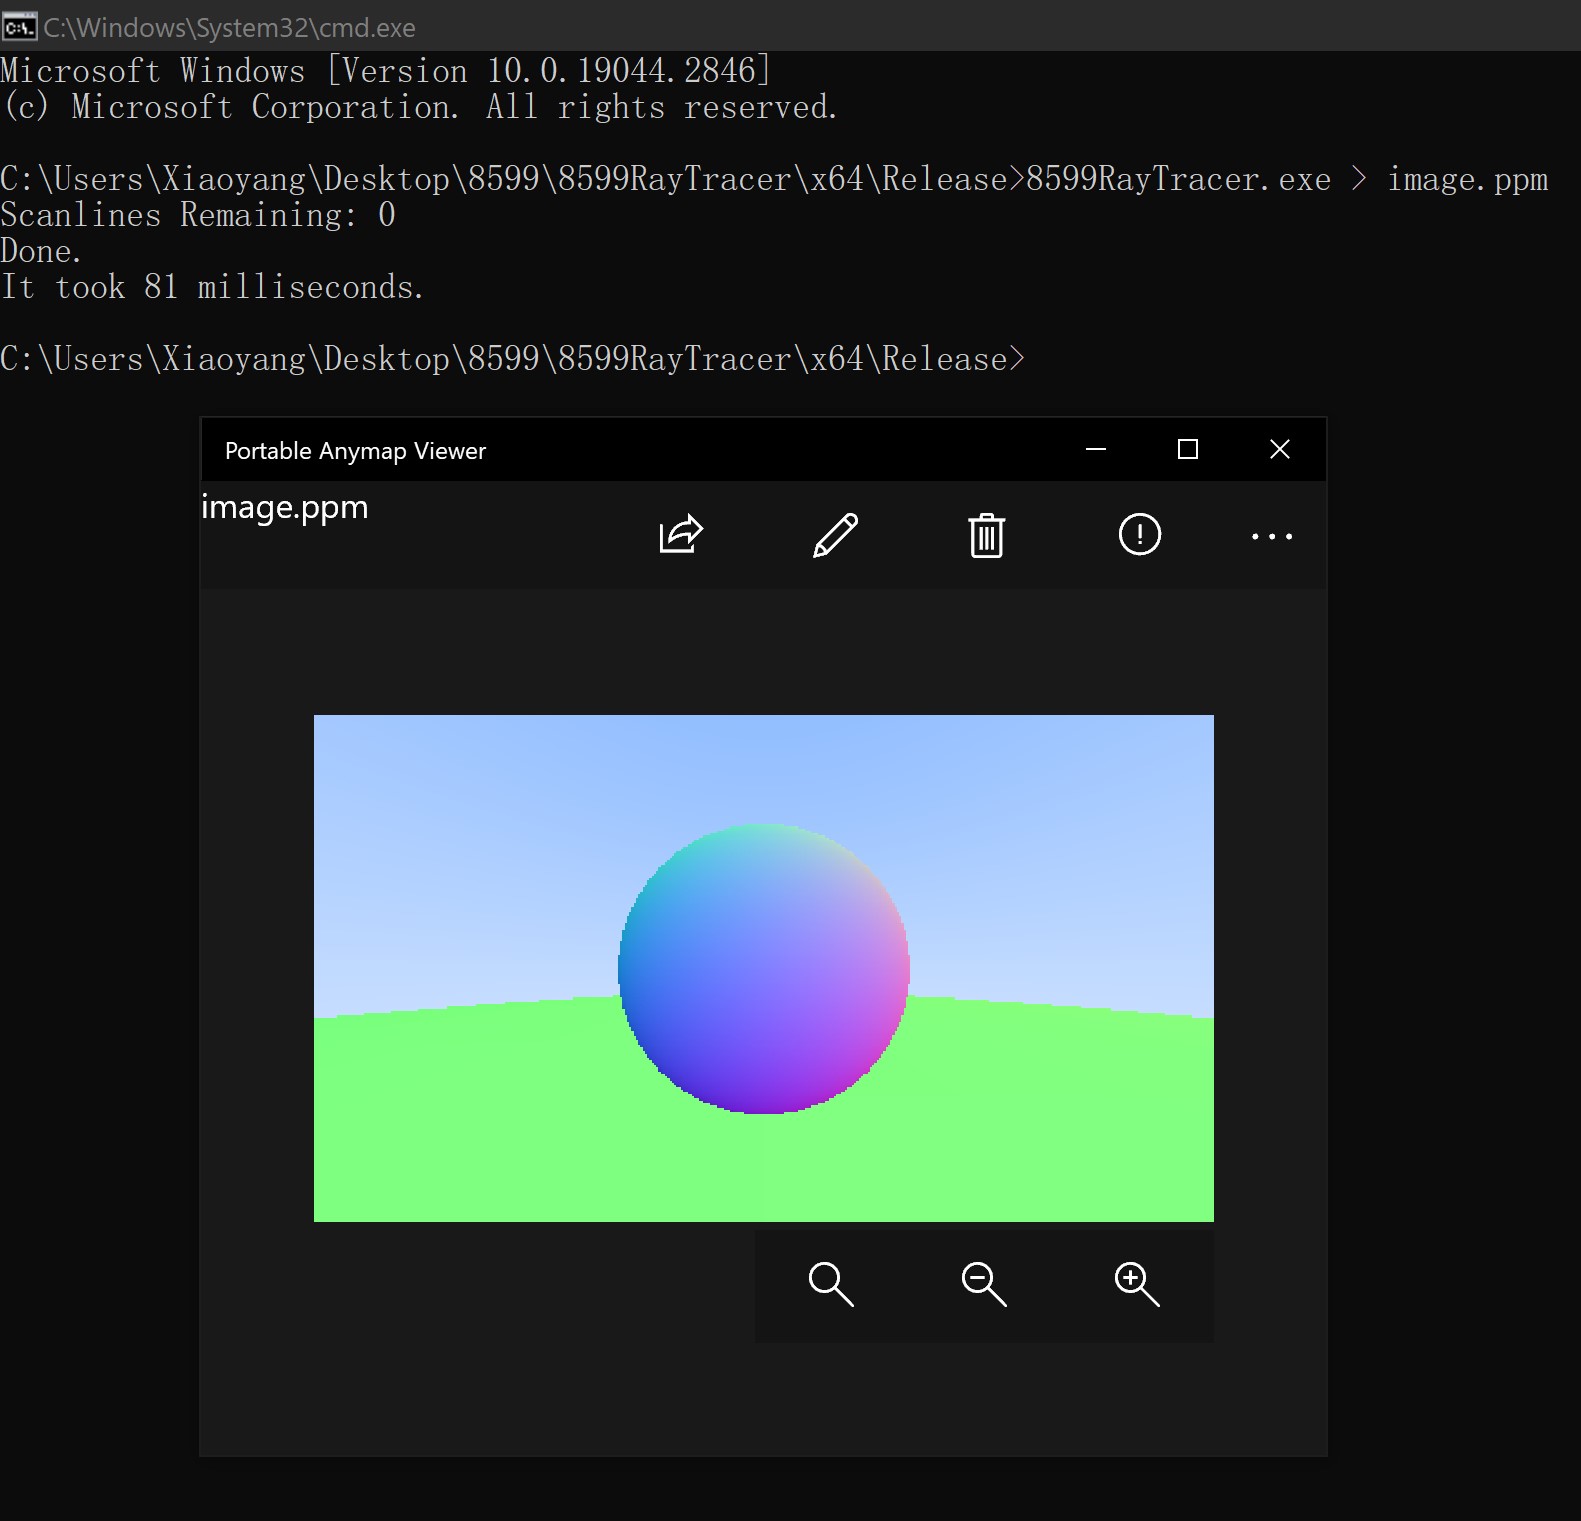 C:\Windows\System32\cmd.exe
Microsoft Windows [Version 10.0.19044.2846]
(c) Microsoft Corporation. All rights reserved.
C:\Users\Xiaoyang\Desktop\8599\8599RayTracer\x64\Release>8599RayTracer.exe > image.ppm
Scanlines Remaining: 0
Done.
It took 81 milliseconds.
C:\Users\Xiaoyang\Desktop\8599\8599RayTracer\x64\Release>
Portable Anymap Viewer
image.ppm